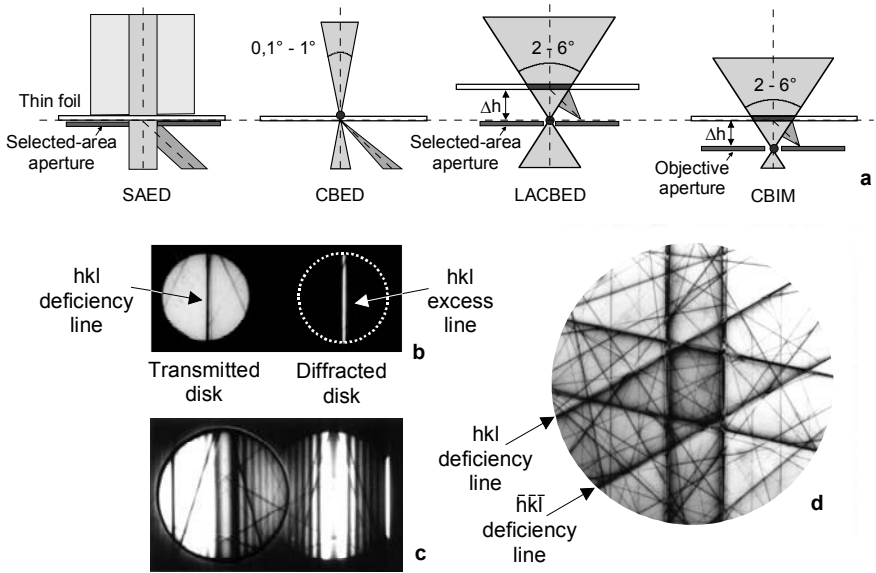 0,1° - 1°
2 - 6°
2 - 6°
Thin foil
Δh
Δh
Selected-area
aperture
Selected-area
aperture
Objective
aperture
SAED
CBED
LACBED
CBIM
a
hkl
deficiency
line
hkl
excess
line
b
Transmitted
disk
Diffracted
disk
c
hkl
deficiency
line
h̄k̄l̄
deficiency
line
d